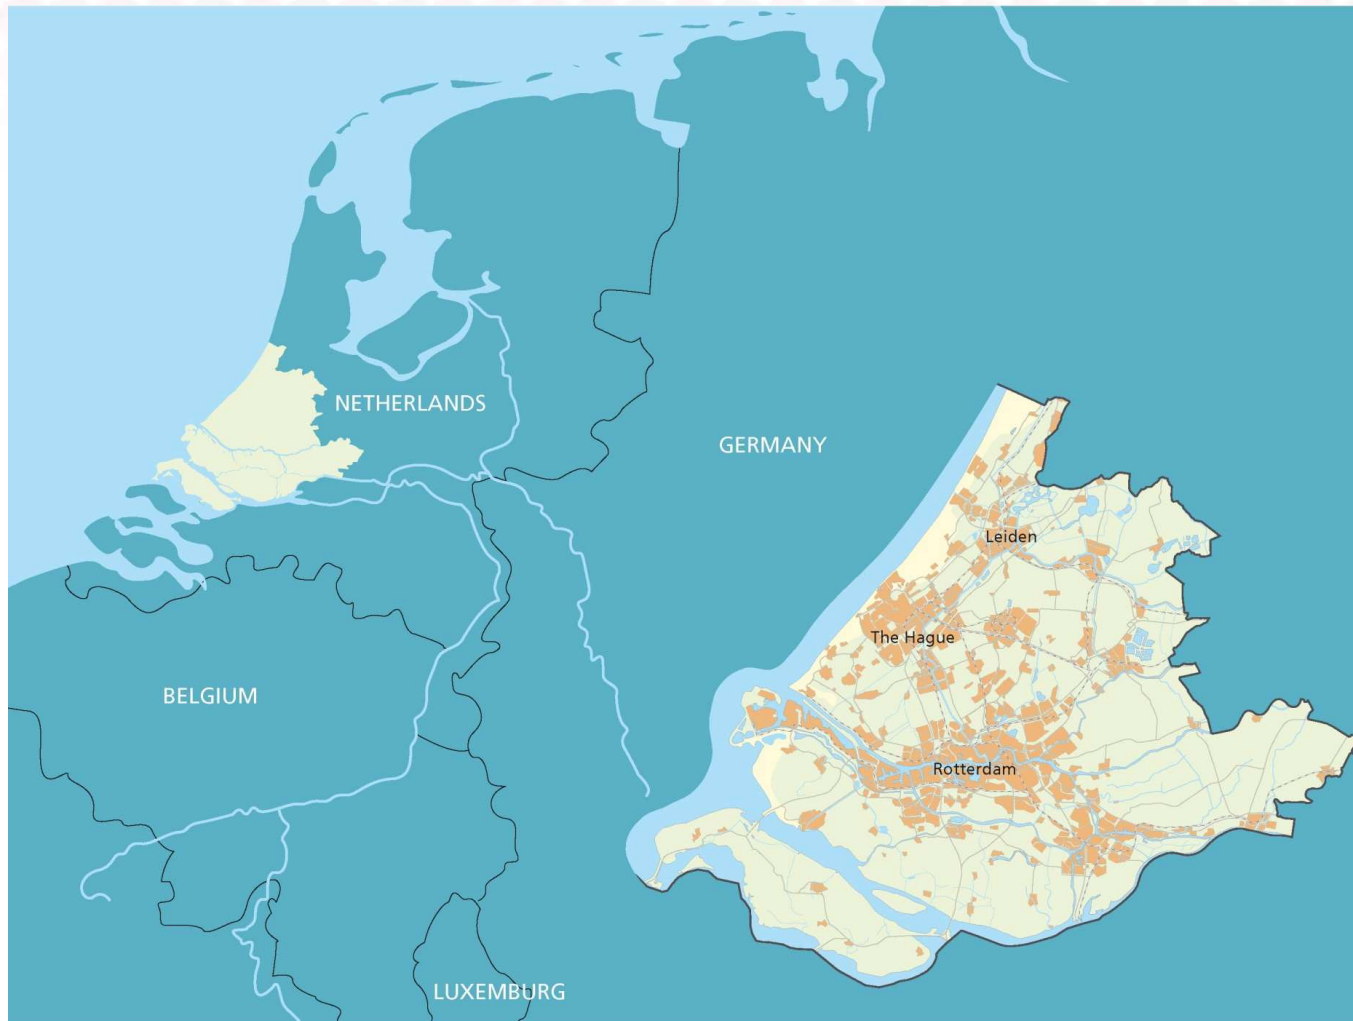 NETHERLANDS
GERMANY
Leiden
The Hague
BELGIUM
Rotterdam
LUXEMBURG